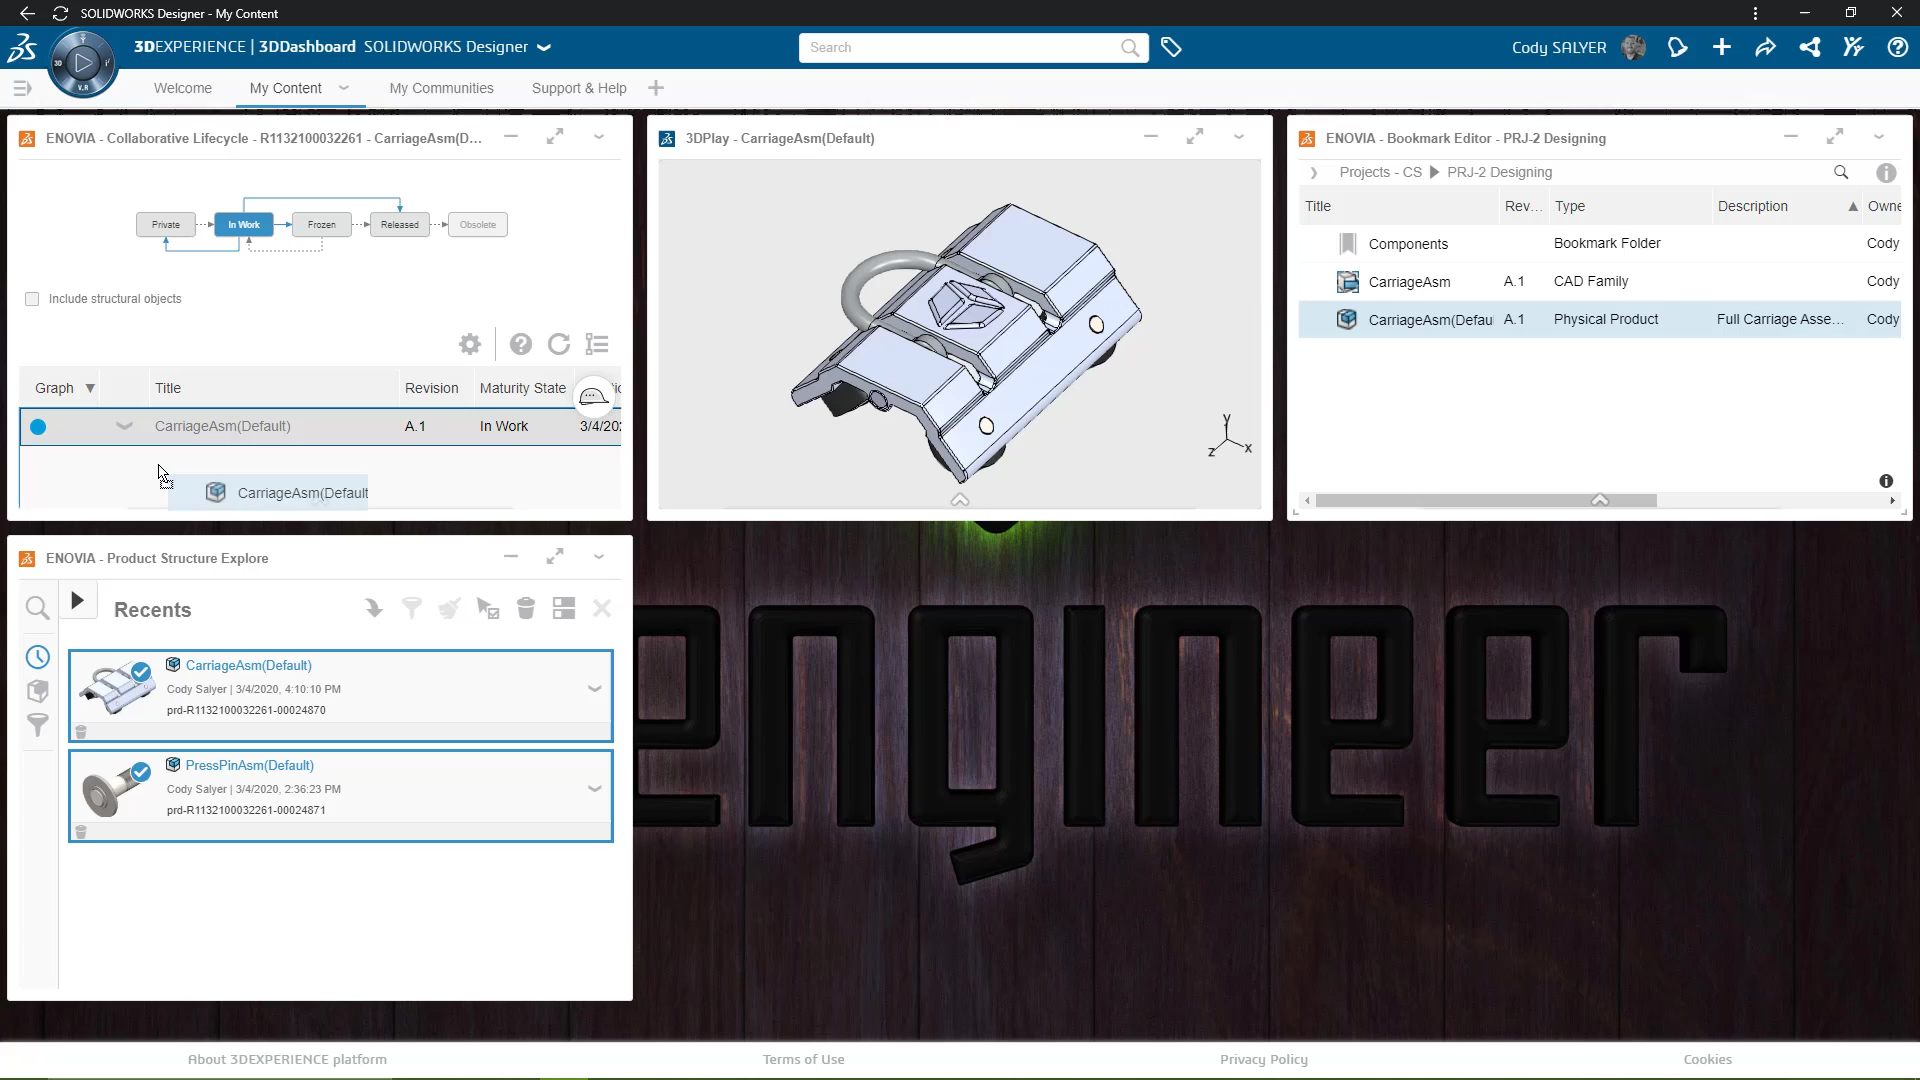 SOLIDWORKS Designer - My Content
3DEXPERIENCE | 3DDashboard SOLIDWORKS Designer
Search
Cody SALYER
3D
V.R
Welcome
My Content
My Communities
Support & Help
ENOVIA - Collaborative Lifecycle - R1132100032261 - CarriageAsm(D...
Private
In Work
Frozen
Released
Obsolete
Include structural objects
Graph
Title
Revision
Maturity State
CarriageAsm(Default)
A.1
In Work
3/4/20
CarriageAsm(Default
3DPlay - CarriageAsm(Default)
y
z
x
ENOVIA - Bookmark Editor - PRJ-2 Designing
Projects - CS PRJ-2 Designing
Title
Rev...
Type
Description
Owne
Components
Bookmark Folder
Cody
CarriageAsm
A.1
CAD Family
Cody
CarriageAsm(Defaul
A.1
Physical Product
Full Carriage Asse...
Cody
ENOVIA - Product Structure Explore
Recents
CarriageAsm(Default)
Cody Salyer | 3/4/2020, 4:10:10 PM
prd-R1132100032261-00024870
PressPinAsm(Default)
Cody Salyer | 3/4/2020, 2:36:23 PM
prd-R1132100032261-00024871
engineer
About 3DEXPERIENCE platform
Terms of Use
Privacy Policy
Cookies